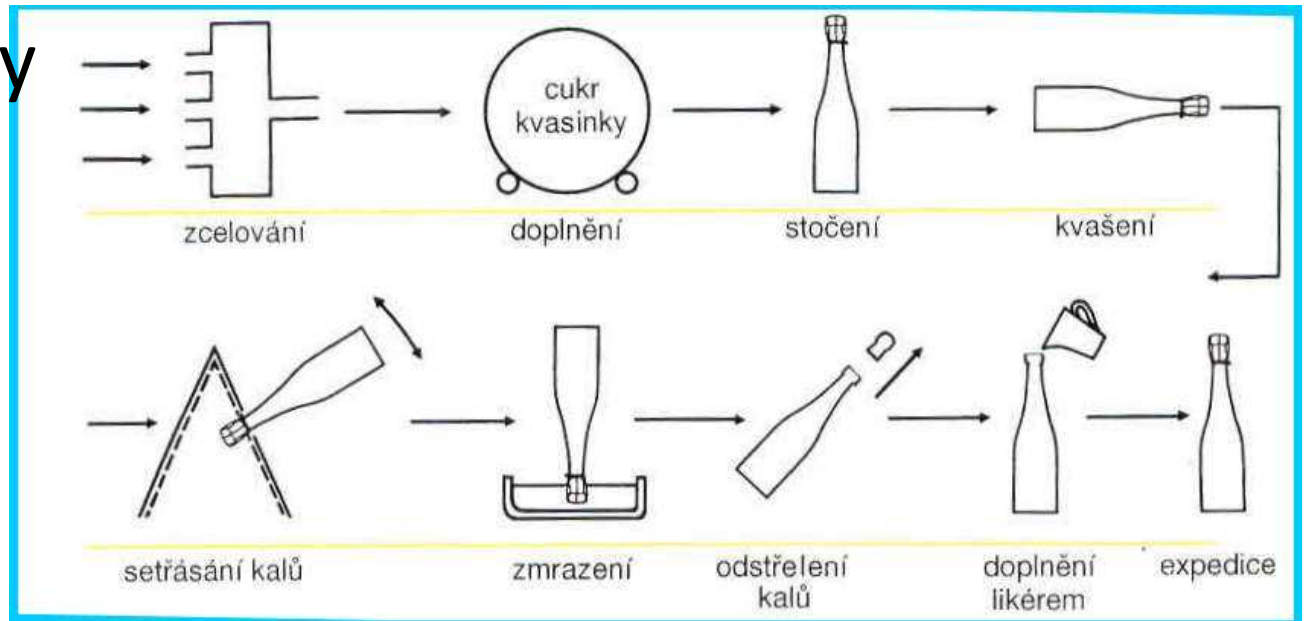 y
cukr
kvasinky
zcelování
doplnění
stočení
kvašení
setřásání kalů
zmrazení
odstřelení
kalů
doplnění
likérem
expedice